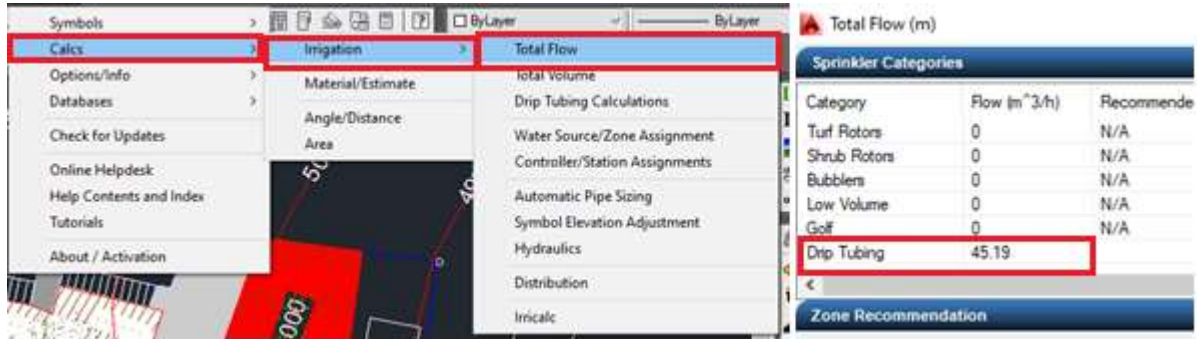 Symbols
Calcs
Options/Info
Databases
Check for Updates
Online Helpdesk
Help Contents and Index
Tutorials
About / Activation
Irrigation
Material/Estimate
Angle/Distance
Area
ByLayer
ByLayer
Total Flow
Total Volume
Drip Tubing Calculations
Water Source/Zone Assignment
Controller/Station Assignments
Automatic Pipe Sizing
Symbol Elevation Adjustment
Hydraulics
Distribution
Irricalc
000
Total Flow (m)
Sprinkler Categories
Category Flow (m^3/h) Recommende
Turf Rotors 0 N/A
Shrub Rotors 0 N/A
Bubblers 0 N/A
Low Volume 0 N/A
Golf 0 N/A
Drip Tubing 45.19
Zone Recommendation